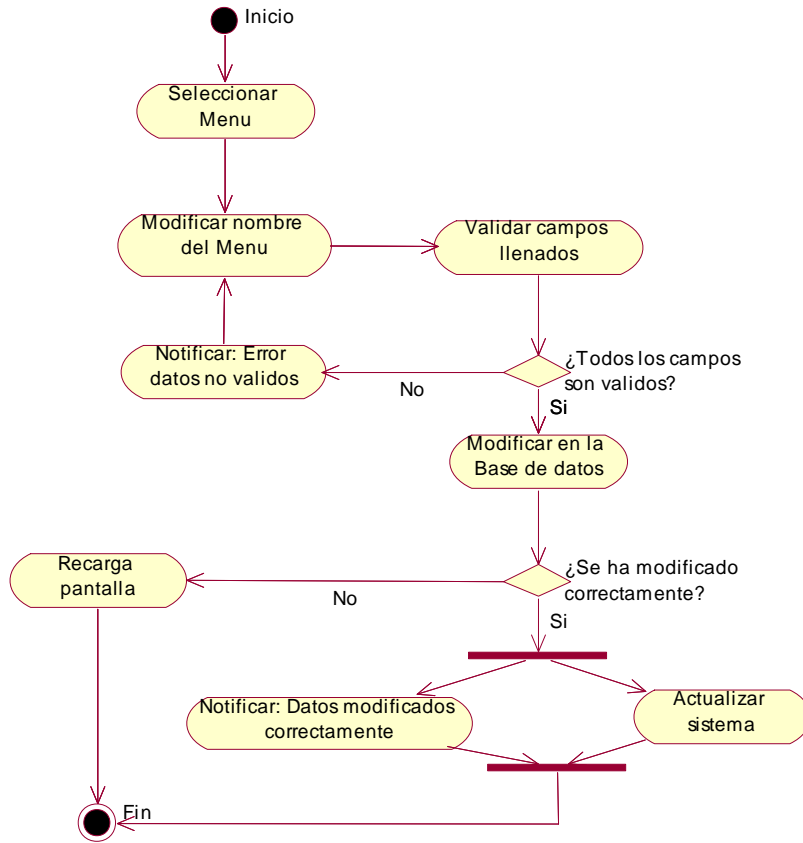 Inicio
Seleccionar
Menu
Modificar nombre
del Menu
Validar campos
llenados
Notificar: Error
datos no validos
¿Todos los campos
son validos?
No
Si
Modificar en la
Base de datos
Recarga
pantalla
¿Se ha modificado
correctamente?
No
Si
Notificar: Datos modificados
correctamente
Actualizar
sistema
Fin